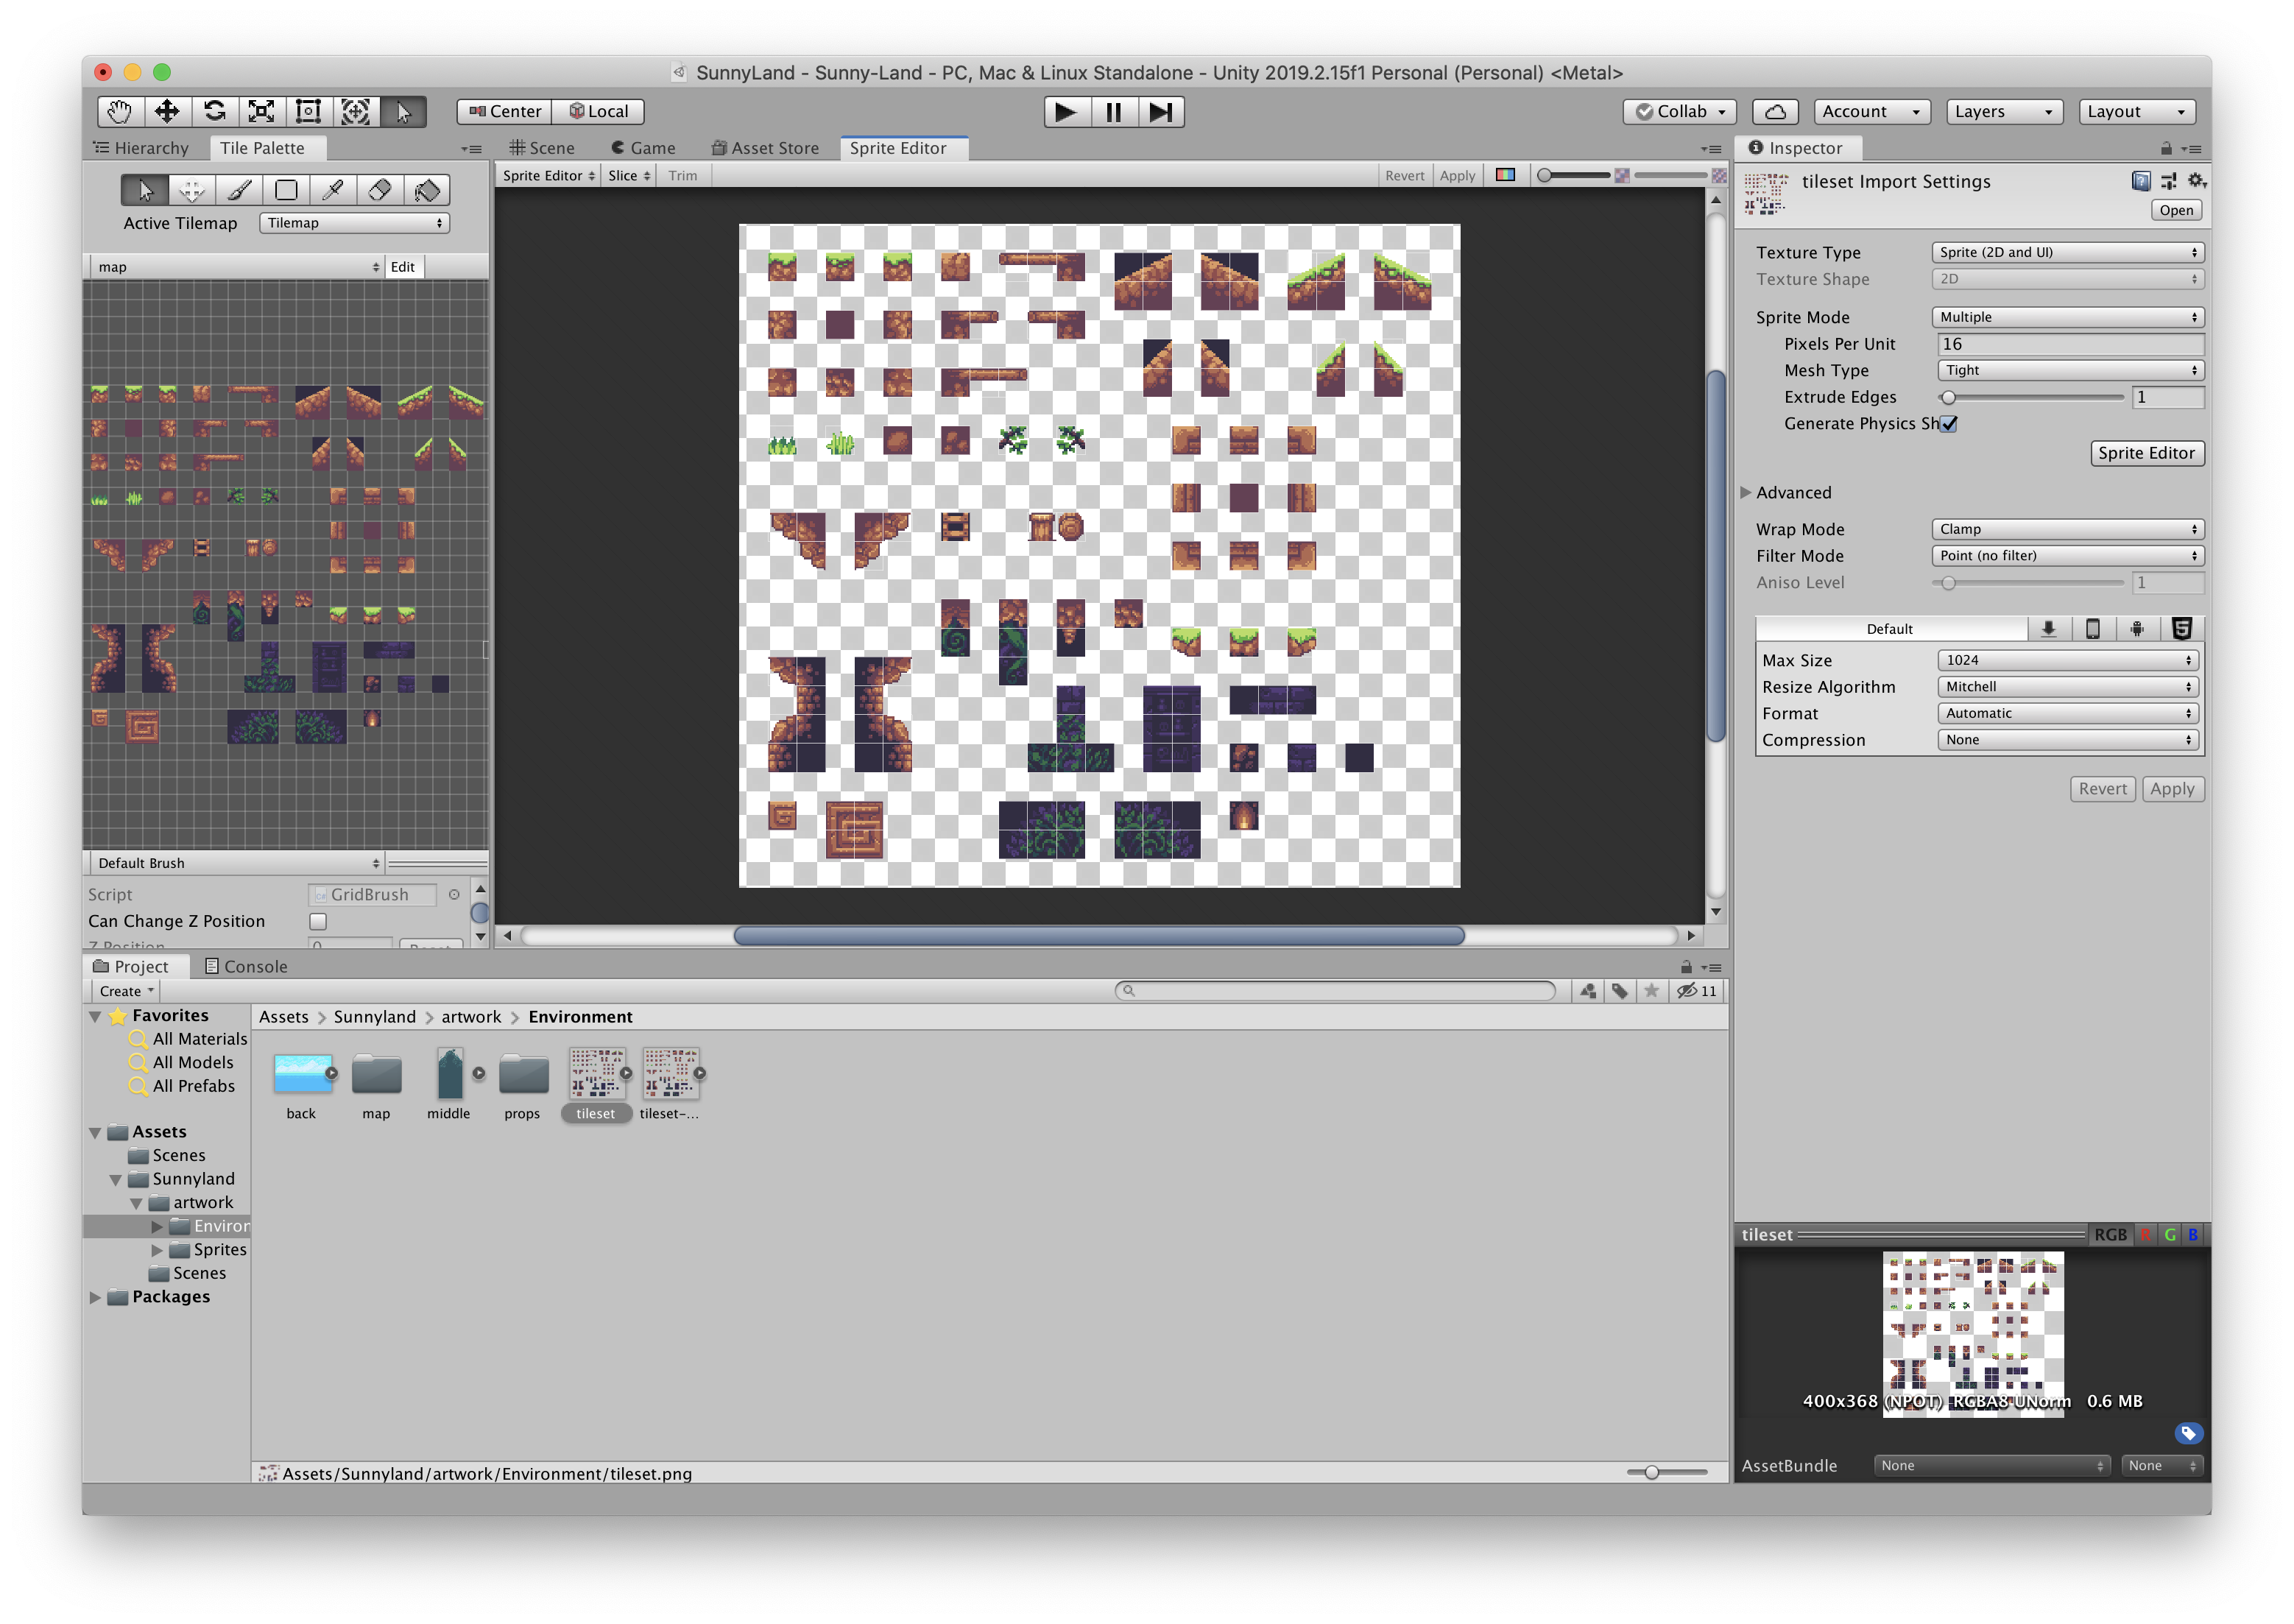 SunnyLand - Sunny-Land - PC, Mac & Linux Standalone - Unity 2019.2.15f1 Personal (Personal) <Metal>
Center Local Collab Account Layers Layout
Hierarchy Tile Palette
Scene Game Asset Store Sprite Editor
Inspector
Active Tilemap Tilemap
map Edit
Sprite Editor Slice Trim Revert Apply
tileset Import Settings
Open
Texture Type Sprite (2D and UI)
Texture Shape 2D
Sprite Mode Multiple
Pixels Per Unit 16
Mesh Type Tight
Extrude Edges 1
Generate Physics Sh
Sprite Editor
Advanced
Wrap Mode Clamp
Filter Mode Point (no filter)
Aniso Level 1
Default
Max Size 1024
Resize Algorithm Mitchell
Format Automatic
Compression None
Revert Apply
Default Brush
Script GridBrush
Can Change Z Position
Z Position 0 Reset
Project Console
Create 11
Favorites
All Materials
All Models
All Prefabs
Assets
Scenes
Sunnyland
artwork
Environ
Sprites
Scenes
Packages
Assets > Sunnyland > artwork > Environment
back map middle props tileset tileset-...
Assets/Sunnyland/artwork/Environment/tileset.png
tileset RGB R G B
400x368 (NPOT) RGBA8 UNorm 0.6 MB
AssetBundle None None